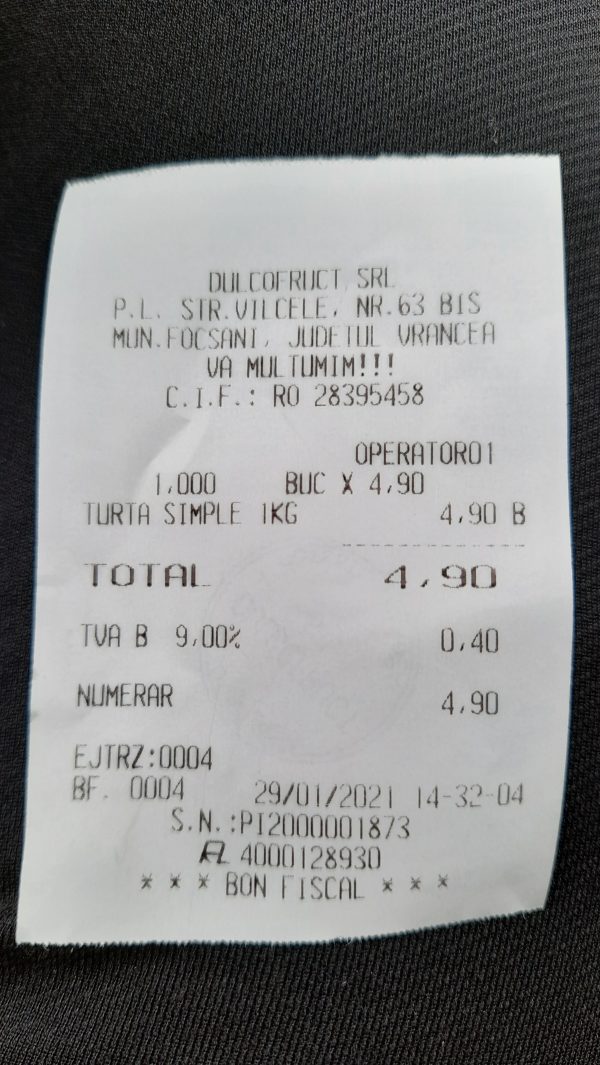 DULCOFRUCT SRL
P.L. STR.VILCELE, NR.63 BIS
MUN.FOCSANI, JUDETUL VRANCEA
VA MULTUMIM!!!
C.I.F.: RO 28395458
OPERATOR01
1,000 BUC X 4,90
TURTA SIMPLE 1KG 4,90 B
TOTAL 4,90
TVA B 9,00% 0,40
NUMERAR 4,90
EJTRZ:0004
BF. 0004 29/01/2021 14-32-04
S.N.:PI2000001873
4000128930
* * * BON FISCAL * * *